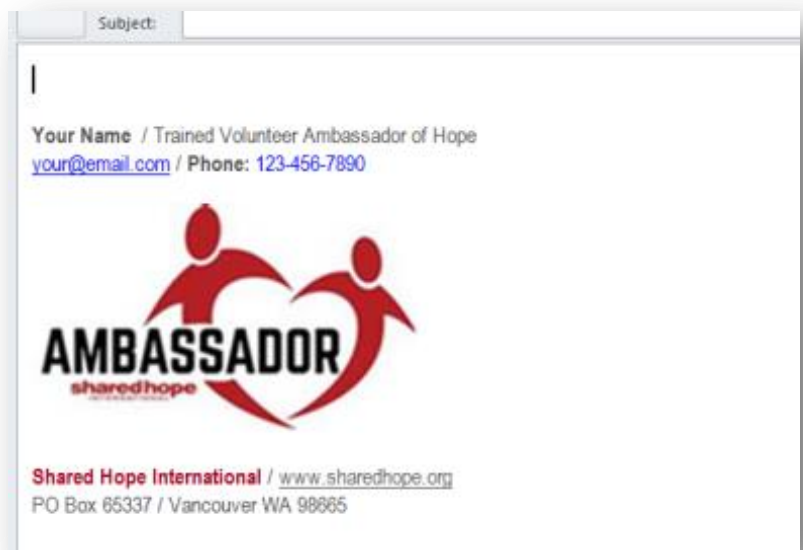 Subject:
Your Name / Trained Volunteer Ambassador of Hope
your@email.com / Phone: 123-456-7890
AMBASSADOR
sharedhope
INTERNATIONAL
Shared Hope International / www.sharedhope.org
PO Box 65337 / Vancouver WA 98665